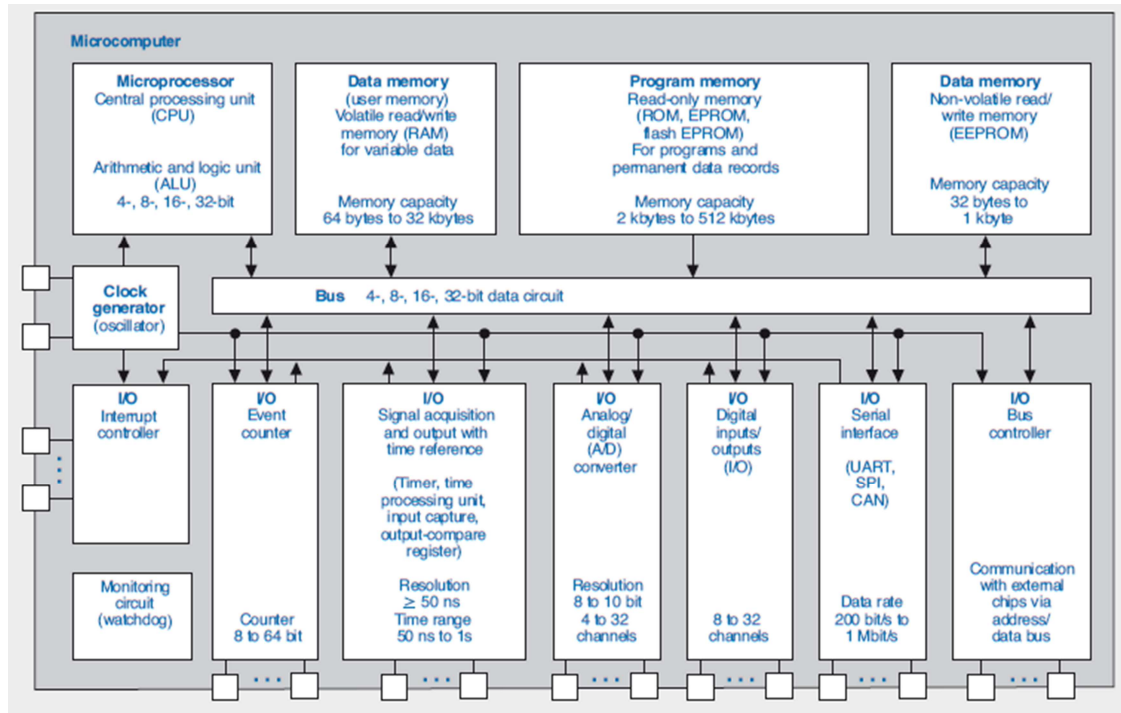 Microcomputer
Microprocessor
Central processing unit
(CPU)
Arithmetic and logic unit
(ALU)
4-, 8-, 16-, 32-bit
Data memory
(user memory)
Volatile read/write
memory (RAM)
for variable data
Memory capacity
64 bytes to 32 kbytes
Program memory
Read-only memory
(ROM, EPROM,
flash EPROM)
For programs and
permanent data records
Memory capacity
2 kbytes to 512 kbytes
Data memory
Non-volatile read/
write memory
(EEPROM)
Memory capacity
32 bytes to
1 kbyte
Clock
generator
(oscillator)
Bus 4-, 8-, 16-, 32-bit data circuit
I/O
Interrupt
controller
Monitoring
circuit
(watchdog)
I/O
Event
counter
Counter
8 to 64 bit
I/O
Signal acquisition
and output with
time reference
(Timer, time
processing unit,
input capture,
output-compare
register)
Resolution
≥ 50 ns
Time range
50 ns to 1s
I/O
Analog/
digital
(A/D)
converter
Resolution
8 to 10 bit
4 to 32
channels
I/O
Digital
inputs/
outputs
(I/O)
8 to 32
channels
I/O
Serial
interface
(UART,
SPI,
CAN)
Data rate
200 bit/s to
1 Mbit/s
I/O
Bus
controller
Communication
with external
chips via
address/
data bus